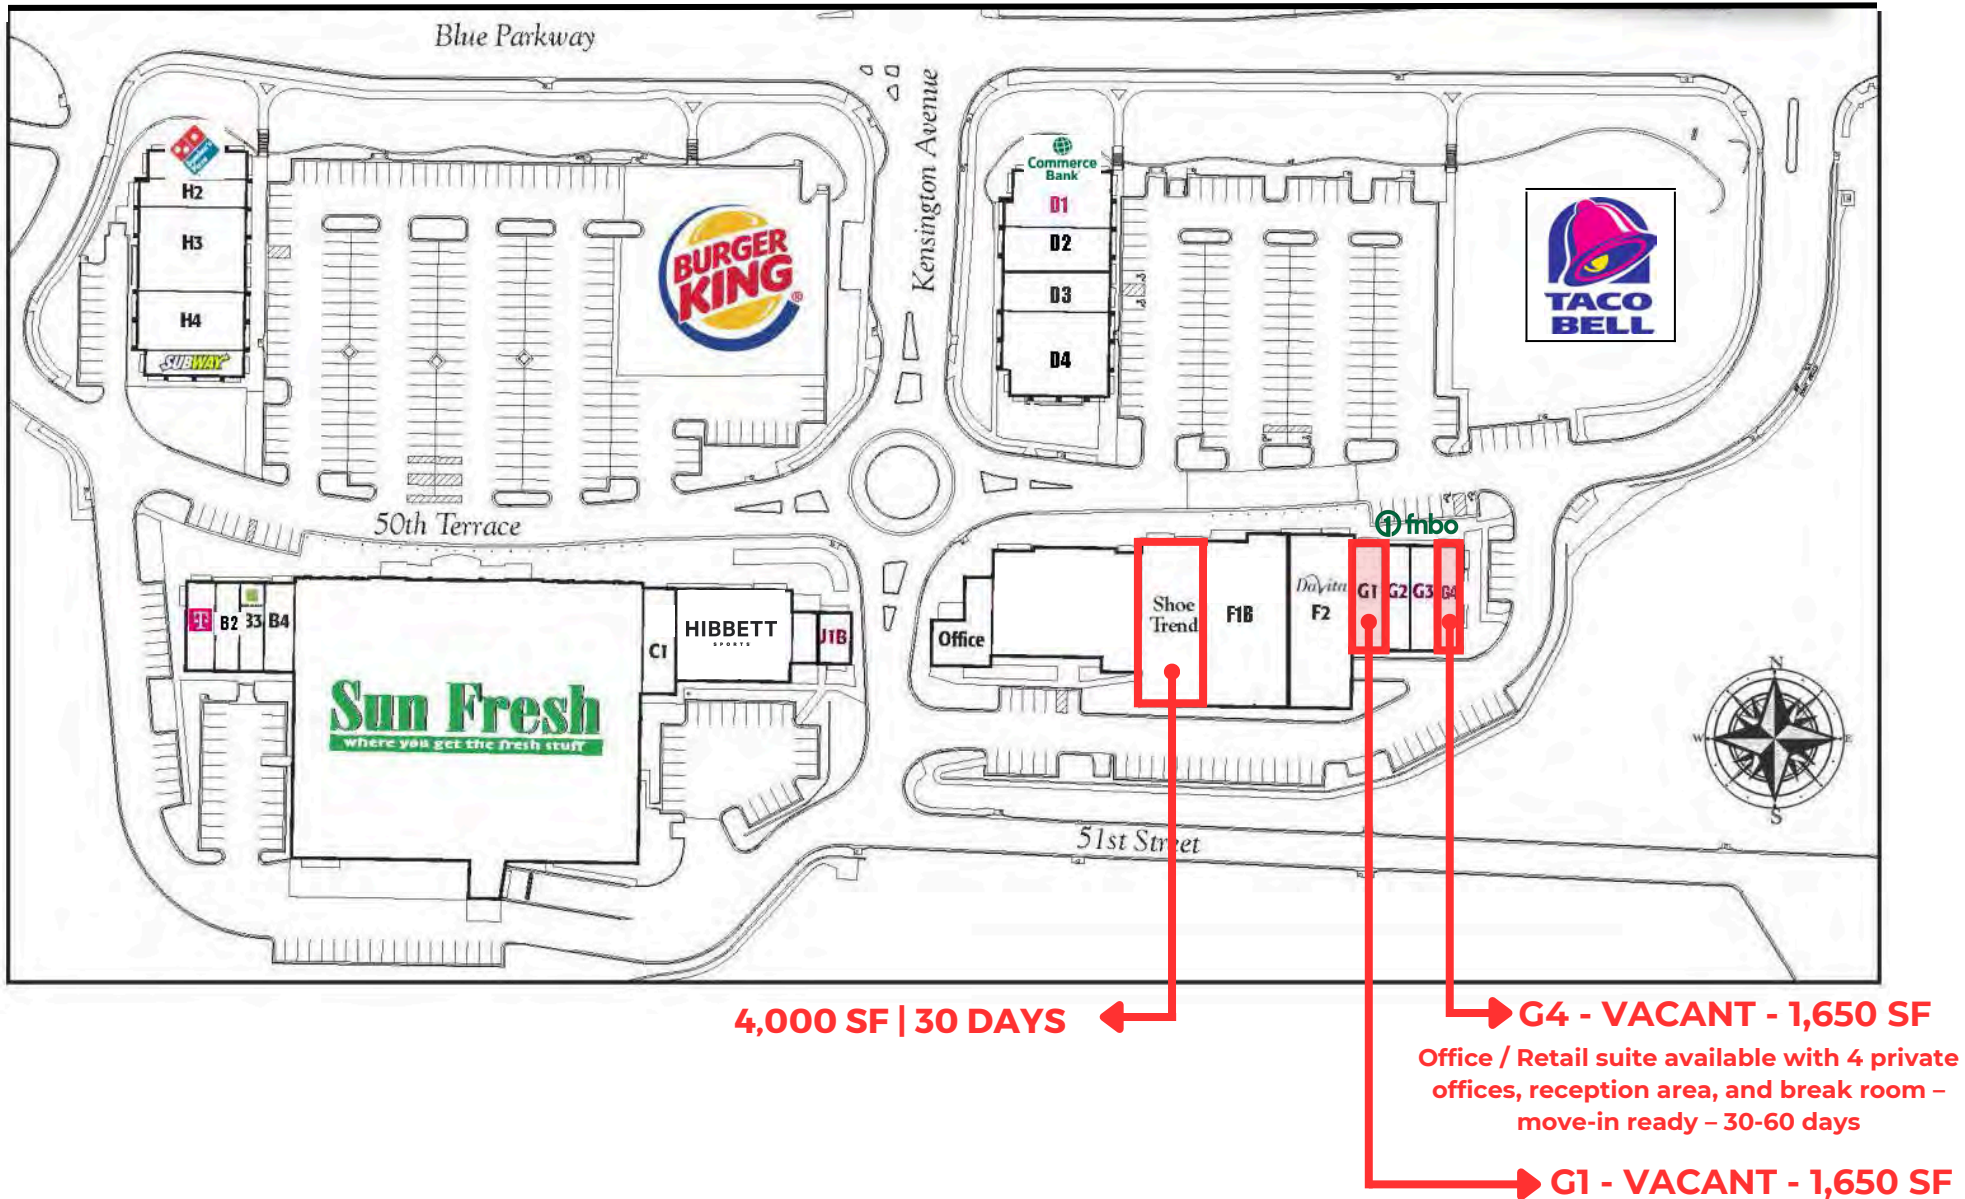 Blue Parkway
Kensington Avenue
H2
H3
H4
SUBWAY
BURGER
KING
®
Commerce
Bank
D1
D2
D3
D4
TACO
BELL
50th Terrace
T
B2
B3
B4
Sun Fresh
where you get the fresh stuff
C1
HIBBETT
SPORTS
J1B
Office
Shoe
Trend
F1B
DaVita
F2
1 fnbo
G1
G2
G3
G4
N
W
E
S
51st Street
4,000 SF | 30 DAYS
G4 - VACANT - 1,650 SF
Office / Retail suite available with 4 private
offices, reception area, and break room –
move-in ready – 30-60 days
G1 - VACANT - 1,650 SF